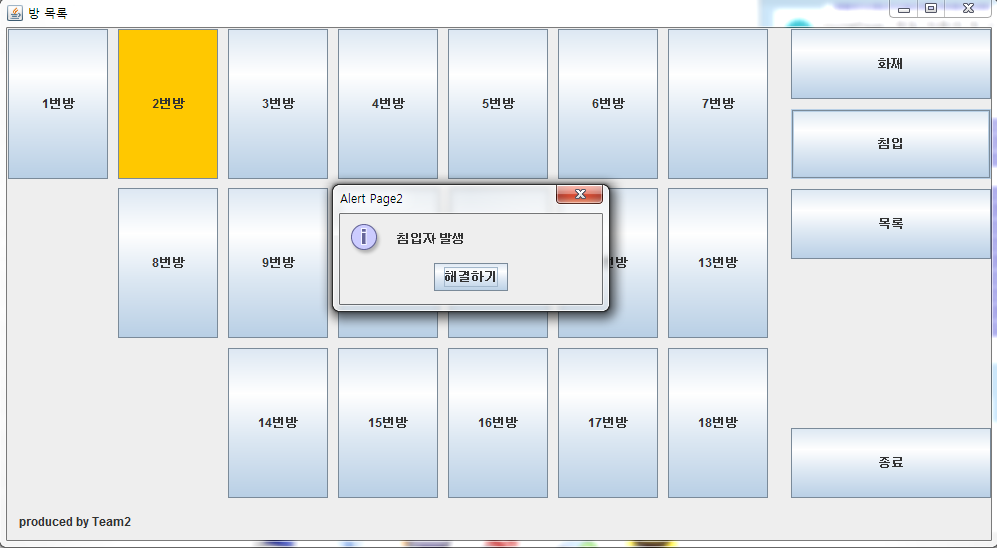 방 목록
1번방
2번방
3번방
4번방
5번방
6번방
7번방
화재
침입
Alert Page2
침입자 발생
해결하기
8번방
9번방
13번방
목록
14번방
15번방
16번방
17번방
18번방
종료
produced by Team2